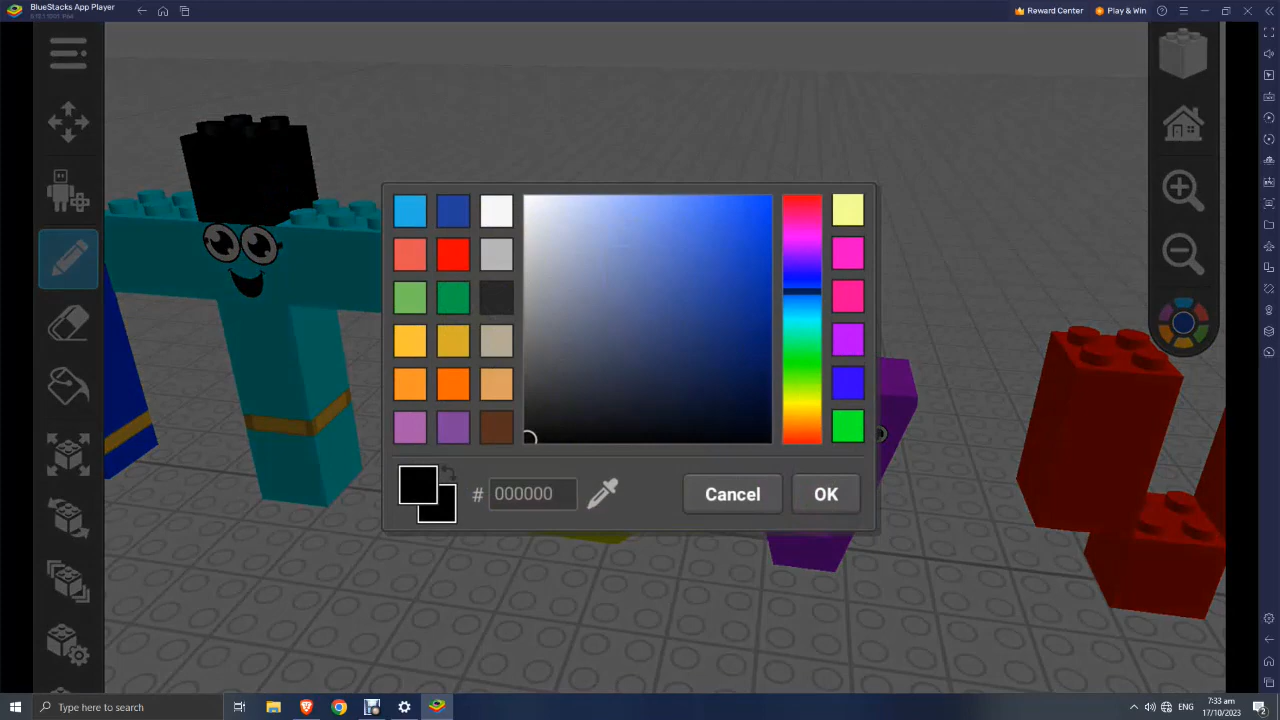 BlueStacks App Player
Reward Center
Play & Win
# 000000
Cancel
OK
Type here to search
ENG
7:33 am
17/10/2023
2